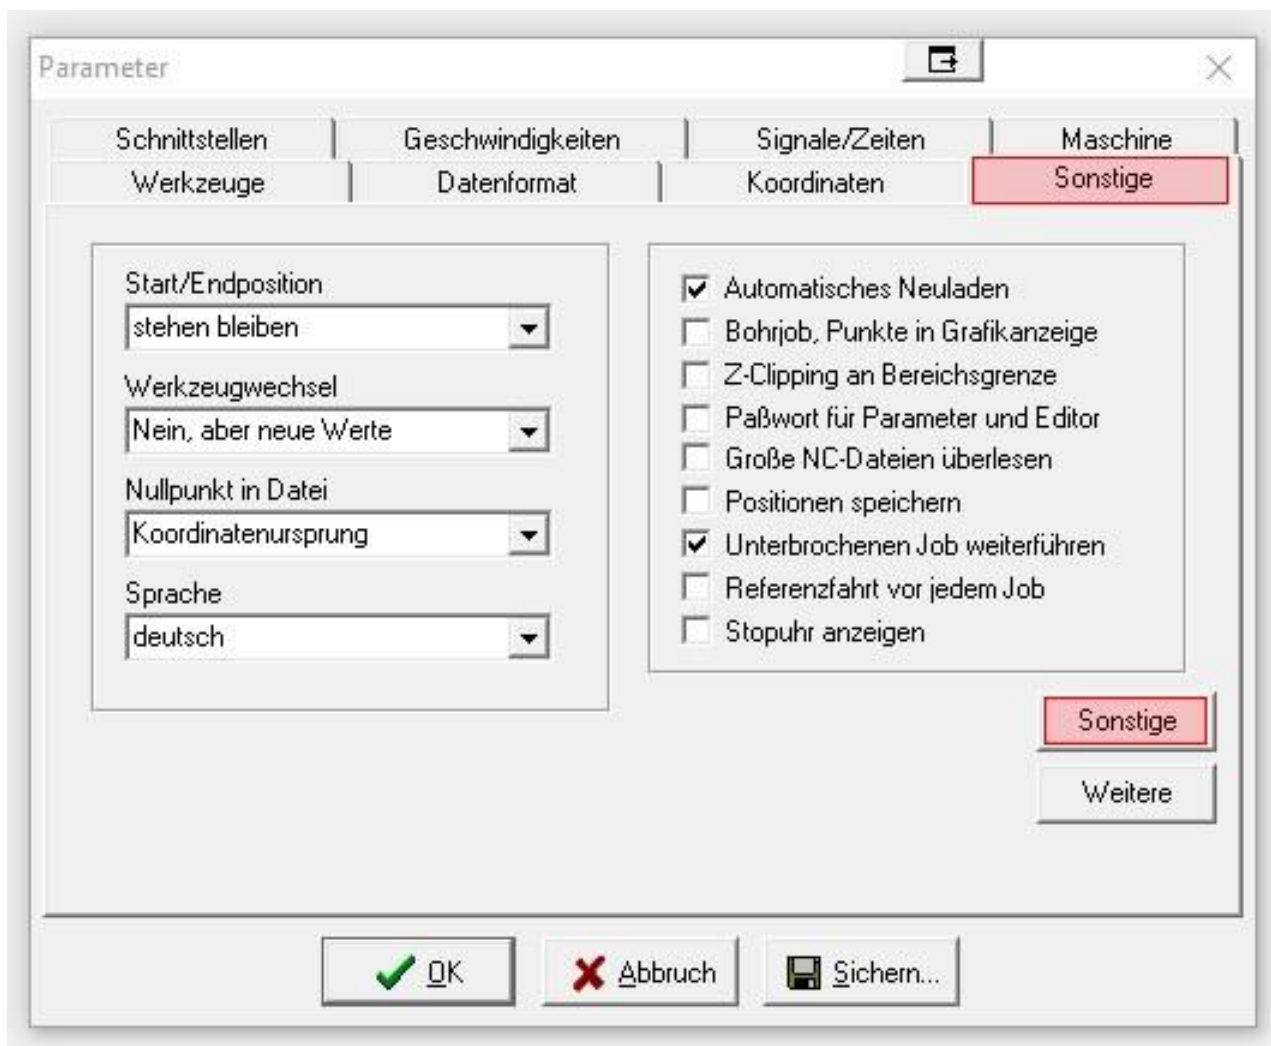 Parameter
Schnittstellen Geschwindigkeiten Signale/Zeiten Maschine
Werkzeuge Datenformat Koordinaten Sonstige
Start/Endposition
stehen bleiben
Werkzeugwechsel
Nein, aber neue Werte
Nullpunkt in Datei
Koordinatenursprung
Sprache
deutsch
Automatisches Neuladen
Bohrjob, Punkte in Grafikanzeige
Z-Clipping an Bereichsgrenze
Paßwort für Parameter und Editor
Große NC-Dateien überlesen
Positionen speichern
Unterbrochenen Job weiterführen
Referenzfahrt vor jedem Job
Stopuhr anzeigen
Sonstige
Weitere
OK Abbruch Sichern...